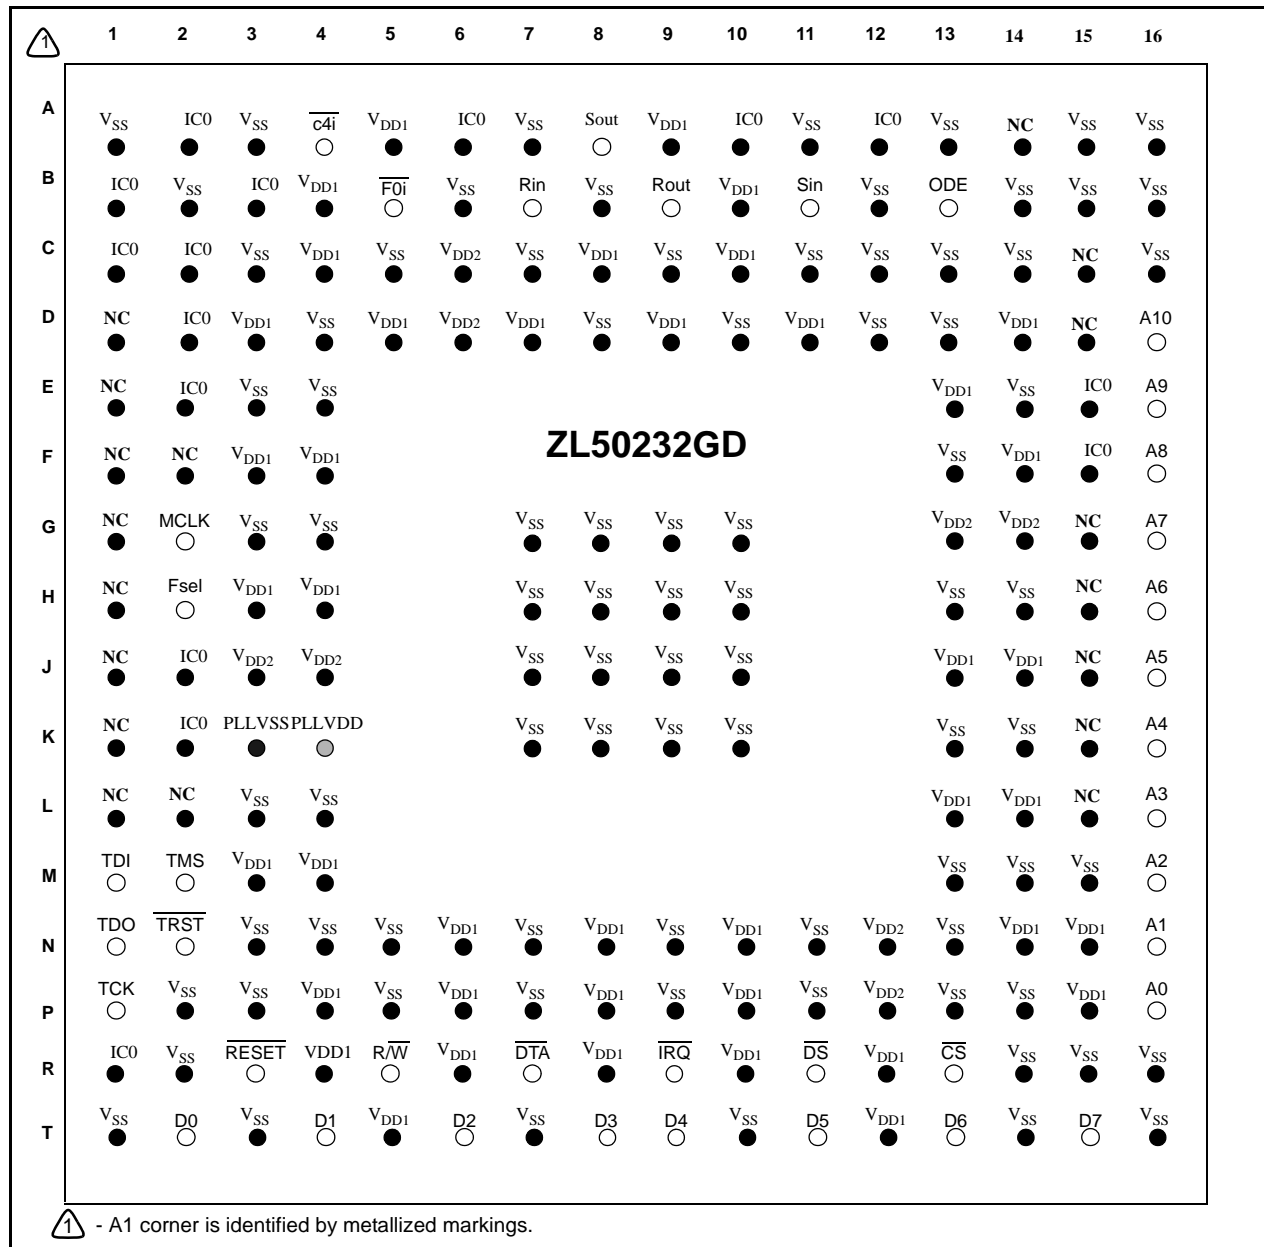 1 1 2 3 4 5 6 7 8 9 10 11 12 13 14 15 16
A VSS IC0 VSS c4i VDD1 IC0 VSS Sout VDD1 IC0 VSS IC0 VSS NC VSS VSS
B IC0 VSS IC0 VDD1 F0i VSS Rin VSS Rout VDD1 Sin VSS ODE VSS VSS VSS
C IC0 IC0 VSS VDD1 VSS VDD2 VSS VDD1 VSS VDD1 VSS VSS VSS VSS NC VSS
D NC IC0 VDD1 VSS VDD1 VDD2 VDD1 VSS VDD1 VSS VDD1 VSS VSS VDD1 NC A10
E NC IC0 VSS VSS VDD1 VSS IC0 A9
ZL50232GD
F NC NC VDD1 VDD1 VSS VDD1 IC0 A8
G NC MCLK VSS VSS VSS VSS VSS VSS VDD2 VDD2 NC A7
H NC Fsel VDD1 VDD1 VSS VSS VSS VSS VSS VSS NC A6
J NC IC0 VDD2 VDD2 VSS VSS VSS VSS VDD1 VDD1 NC A5
K NC IC0 PLLVSS PLLVDD VSS VSS VSS VSS VSS VSS NC A4
L NC NC VSS VSS VDD1 VDD1 NC A3
M TDI TMS VDD1 VDD1 VSS VSS VSS A2
N TDO TRST VSS VSS VSS VDD1 VSS VDD1 VSS VDD1 VSS VDD2 VSS VDD1 VDD1 A1
P TCK VSS VSS VDD1 VSS VDD1 VSS VDD1 VSS VDD1 VSS VDD2 VSS VSS VDD1 A0
R IC0 VSS RESET VDD1 R/W VDD1 DTA VDD1 IRQ VDD1 DS VDD1 CS VSS VSS VSS
T VSS D0 VSS D1 VDD1 D2 VSS D3 D4 VSS D5 VDD1 D6 VSS D7 VSS
1 - A1 corner is identified by metallized markings.